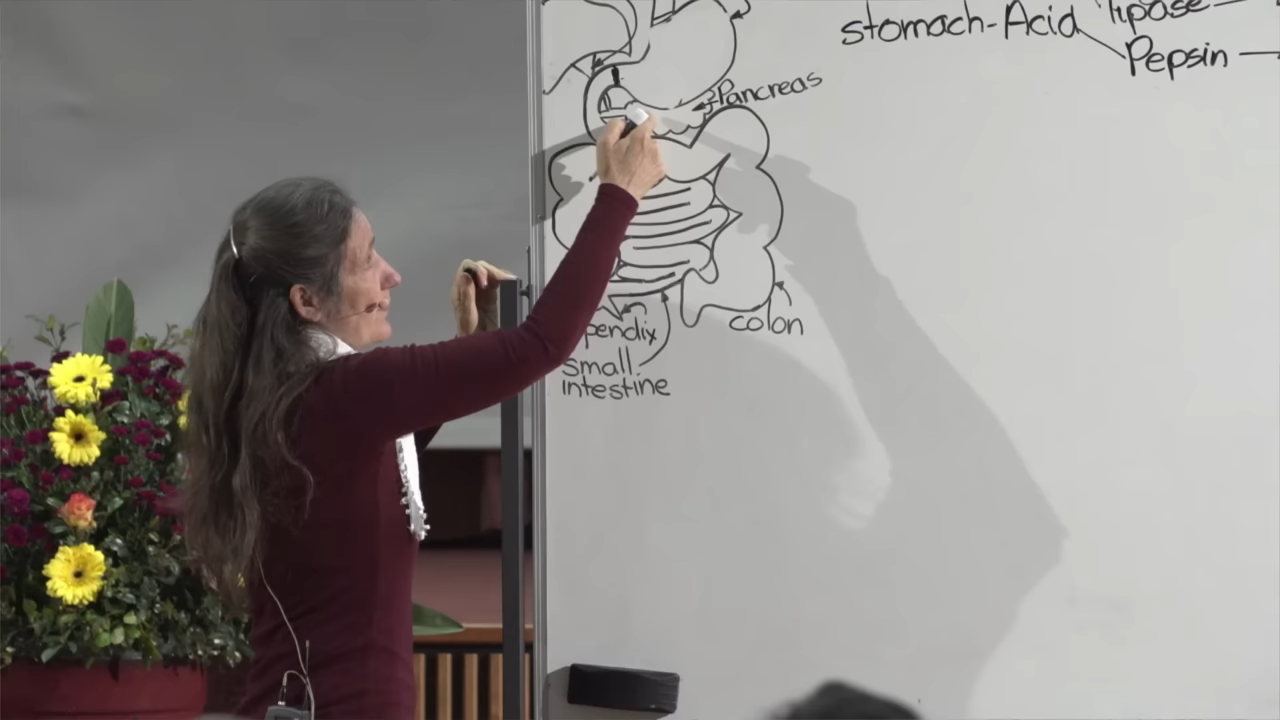 lipase
stomach-Acid
Pepsin
Pancreas
pendix
colon
small
intestine